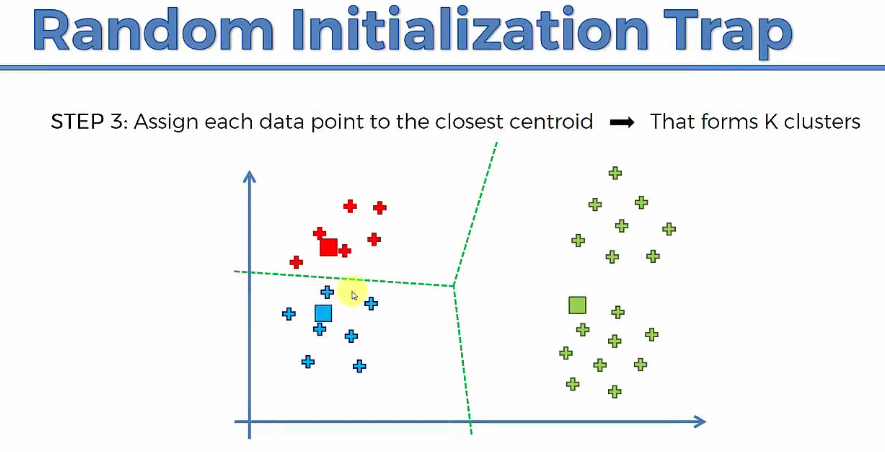 Random Initialization Trap
STEP 3: Assign each data point to the closest centroid ➡ That forms K clusters